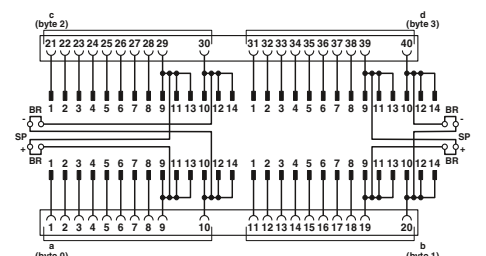 c d
(byte 2) (byte 3)
21 22 23 24 25 26 27 28 29 30 31 32 33 34 35 36 37 38 39 40
1 2 3 4 5 6 7 8 9 11 13 10 12 14 1 2 3 4 5 6 7 8 9 11 13 10 12 14
BR BR
- -
SP SP
+ +
BR BR
1 2 3 4 5 6 7 8 9 11 13 10 12 14 1 2 3 4 5 6 7 8 9 11 13 10 12 14
1 2 3 4 5 6 7 8 9 10 11 12 13 14 15 16 17 18 19 20
a b
(byte 0) (byte 1)